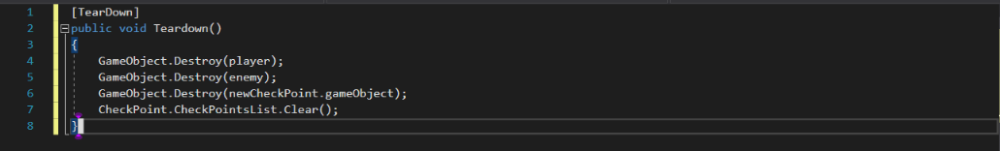 1 [TearDown]
2 public void Teardown()
3 {
4 GameObject.Destroy(player);
5 GameObject.Destroy(enemy);
6 GameObject.Destroy(newCheckPoint.gameObject);
7 CheckPoint.CheckPointsList.Clear();
8 }